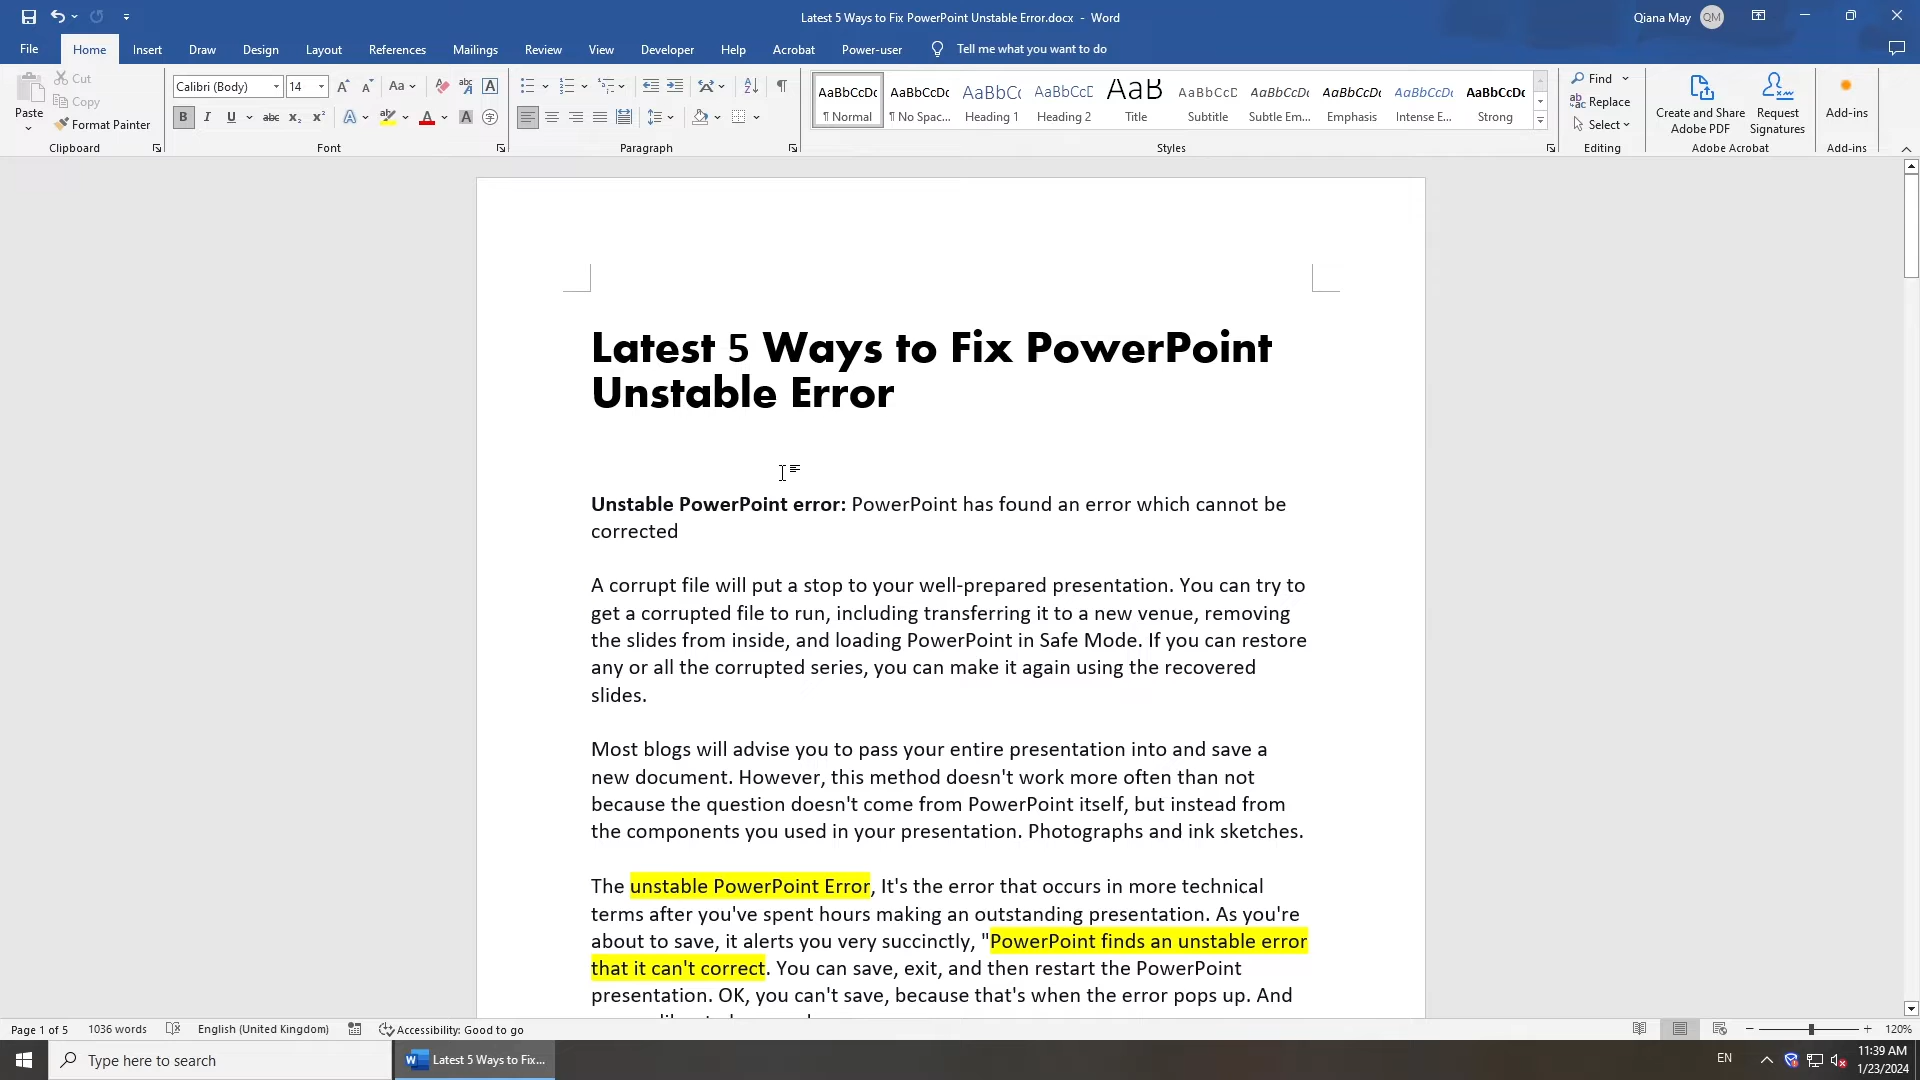 Latest 5 Ways to Fix PowerPoint Unstable Error.docx - Word
Qiana May QM
File Home Insert Draw Design Layout References Mailings Review View Developer Help Acrobat Power-user Tell me what you want to do
Paste
Cut
Copy
Format Painter
Clipboard
Calibri (Body) 14
Font
Paragraph
AaBbCcDc AaBbCcDc AaBbCc AaBbCcD AaB AaBbCcD AaBbCcDc AaBbCcDc AaBbCcDc AaBbCcDc
¶ Normal ¶ No Spac... Heading 1 Heading 2 Title Subtitle Subtle Em... Emphasis Intense E... Strong
Styles
Find
Replace
Select
Editing
Create and Share
Adobe PDF
Request
Signatures
Adobe Acrobat
Add-ins
Add-ins
Latest 5 Ways to Fix PowerPoint
Unstable Error
Unstable PowerPoint error: PowerPoint has found an error which cannot be
corrected
A corrupt file will put a stop to your well-prepared presentation. You can try to
get a corrupted file to run, including transferring it to a new venue, removing
the slides from inside, and loading PowerPoint in Safe Mode. If you can restore
any or all the corrupted series, you can make it again using the recovered
slides.
Most blogs will advise you to pass your entire presentation into and save a
new document. However, this method doesn't work more often than not
because the question doesn't come from PowerPoint itself, but instead from
the components you used in your presentation. Photographs and ink sketches.
The unstable PowerPoint Error, It's the error that occurs in more technical
terms after you've spent hours making an outstanding presentation. As you're
about to save, it alerts you very succinctly, "PowerPoint finds an unstable error
that it can't correct. You can save, exit, and then restart the PowerPoint
presentation. OK, you can't save, because that's when the error pops up. And
Page 1 of 5 1036 words English (United Kingdom) Accessibility: Good to go 120%
Type here to search
Latest 5 Ways to Fix...
EN
11:39 AM
1/23/2024